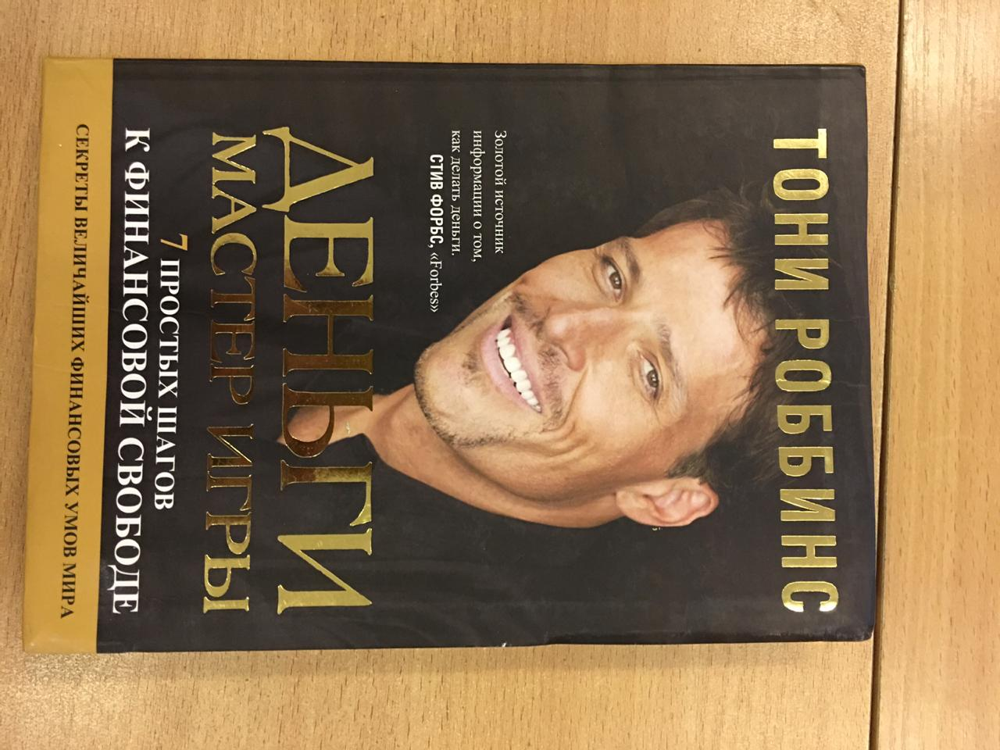 ТОНИ РОББИНС
Золотой источник
информации о том,
как делать деньги.
СТИВ ФОРБС, «Forbes»
ДЕНЬГИ
МАСТЕР ИГРЫ
7 ПРОСТЫХ ШАГОВ
К ФИНАНСОВОЙ СВОБОДЕ
СЕКРЕТЫ ВЕЛИЧАЙШИХ ФИНАНСОВЫХ УМОВ МИРА